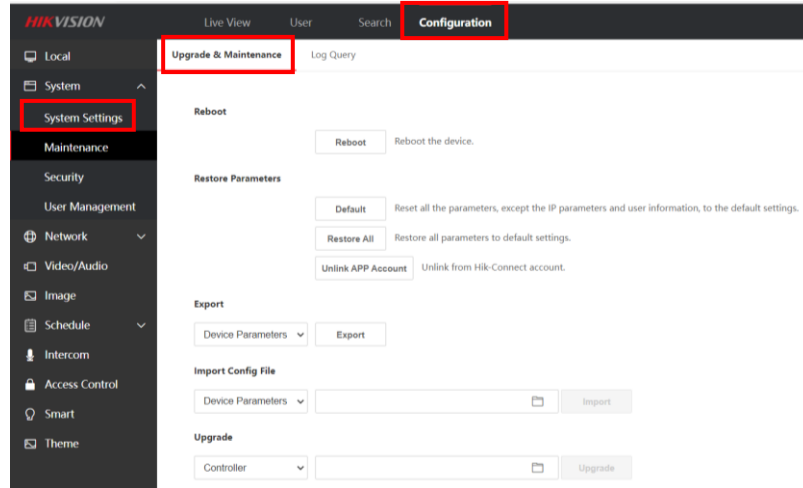 HIKVISION
Live View User Search Configuration
Local
System
System Settings
Maintenance
Security
User Management
Network
Video/Audio
Image
Schedule
Intercom
Access Control
Smart
Theme
Upgrade & Maintenance Log Query
Reboot
Reboot Reboot the device.
Restore Parameters
Default Reset all the parameters, except the IP parameters and user information, to the default settings.
Restore All Restore all parameters to default settings.
Unlink APP Account Unlink from Hik-Connect account.
Export
Device Parameters Export
Import Config File
Device Parameters Import
Upgrade
Controller Upgrade